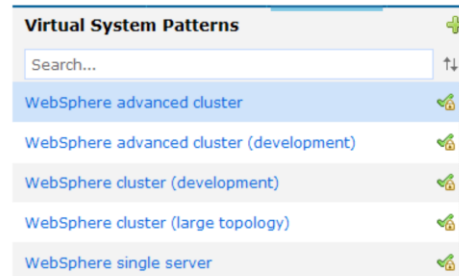 Virtual System Patterns
Search...
WebSphere advanced cluster
WebSphere advanced cluster (development)
WebSphere cluster (development)
WebSphere cluster (large topology)
WebSphere single server